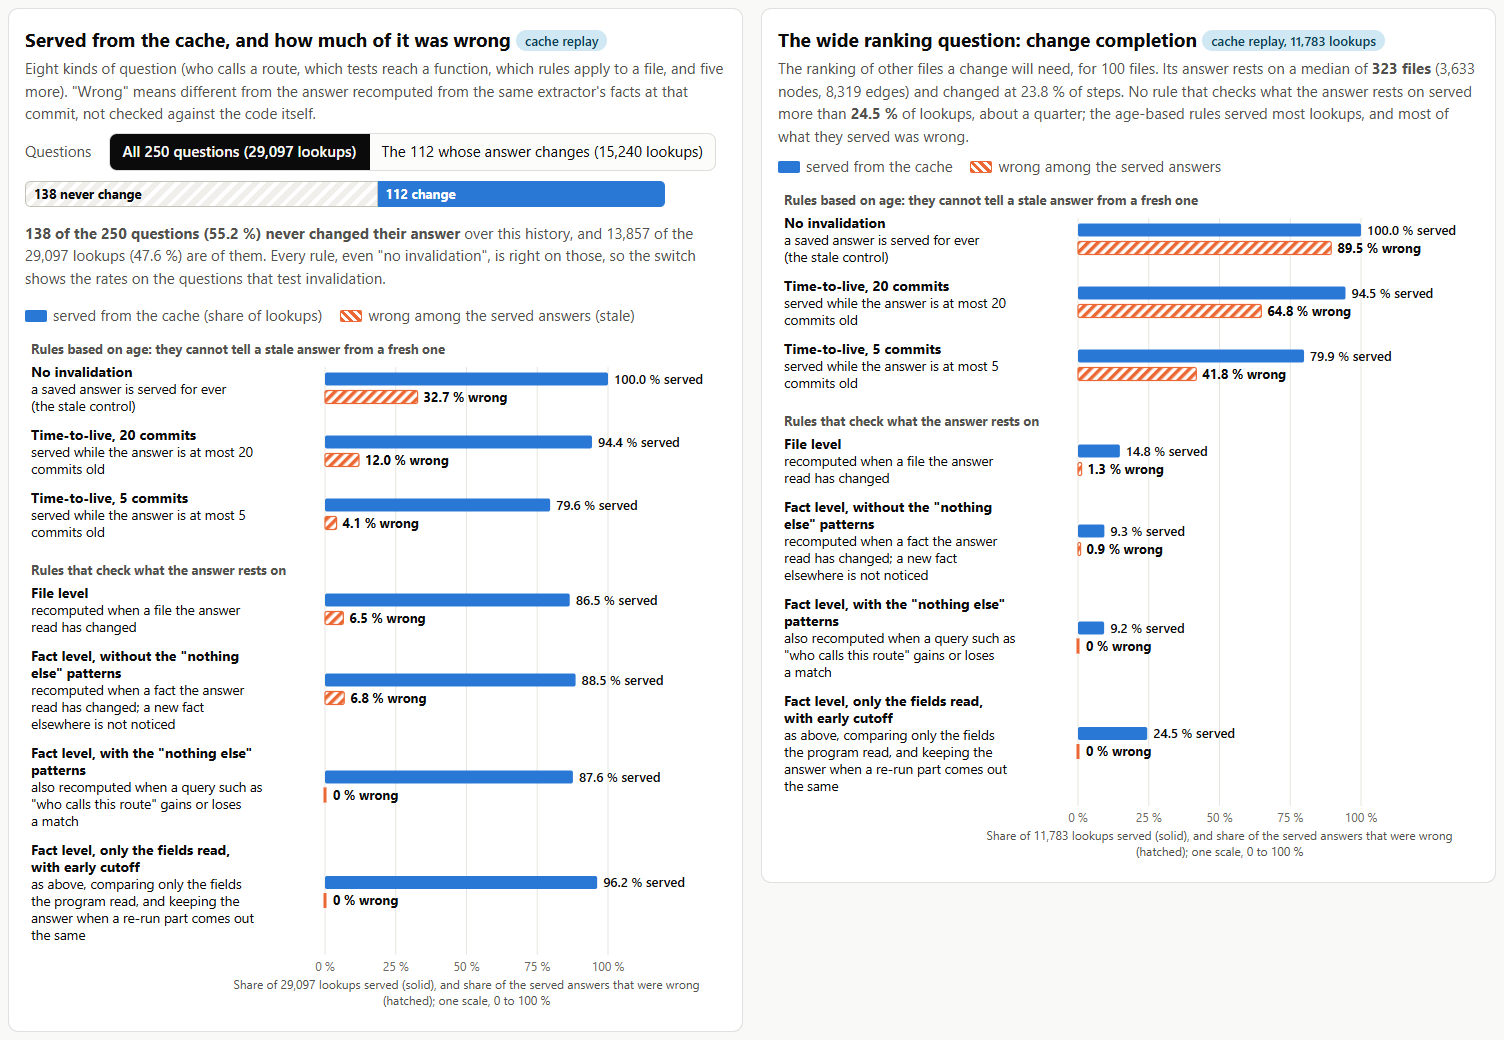 Served from the cache, and how much of it was wrong cache replay
Eight kinds of question (who calls a route, which tests reach a function, which rules apply to a file, and five
more). "Wrong" means different from the answer recomputed from the same extractor's facts at that
commit, not checked against the code itself.
Questions All 250 questions (29,097 lookups) The 112 whose answer changes (15,240 lookups)
138 never change 112 change
138 of the 250 questions (55.2 %) never changed their answer over this history, and 13,857 of the
29,097 lookups (47.6 %) are of them. Every rule, even "no invalidation", is right on those, so the switch
shows the rates on the questions that test invalidation.
served from the cache (share of lookups) wrong among the served answers (stale)
Rules based on age: they cannot tell a stale answer from a fresh one
No invalidation
a saved answer is served for ever
(the stale control)
100.0 % served
32.7 % wrong
Time-to-live, 20 commits
served while the answer is at most 20
commits old
94.4 % served
12.0 % wrong
Time-to-live, 5 commits
served while the answer is at most 5
commits old
79.6 % served
4.1 % wrong
Rules that check what the answer rests on
File level
recomputed when a file the answer
read has changed
86.5 % served
6.5 % wrong
Fact level, without the "nothing
else" patterns
recomputed when a fact the answer
read has changed; a new fact
elsewhere is not noticed
88.5 % served
6.8 % wrong
Fact level, with the "nothing else"
patterns
also recomputed when a query such as
"who calls this route" gains or loses
a match
87.6 % served
0 % wrong
Fact level, only the fields read,
with early cutoff
as above, comparing only the fields
the program read, and keeping the
answer when a re-run part comes out
the same
96.2 % served
0 % wrong
0 % 25 % 50 % 75 % 100 %
Share of 29,097 lookups served (solid), and share of the served answers that were wrong
(hatched); one scale, 0 to 100 %
The wide ranking question: change completion cache replay, 11,783 lookups
The ranking of other files a change will need, for 100 files. Its answer rests on a median of 323 files (3,633
nodes, 8,319 edges) and changed at 23.8 % of steps. No rule that checks what the answer rests on served
more than 24.5 % of lookups, about a quarter; the age-based rules served most lookups, and most of
what they served was wrong.
served from the cache wrong among the served answers
Rules based on age: they cannot tell a stale answer from a fresh one
No invalidation
a saved answer is served for ever
(the stale control)
100.0 % served
89.5 % wrong
Time-to-live, 20 commits
served while the answer is at most 20
commits old
94.5 % served
64.8 % wrong
Time-to-live, 5 commits
served while the answer is at most 5
commits old
79.9 % served
41.8 % wrong
Rules that check what the answer rests on
File level
recomputed when a file the answer
read has changed
14.8 % served
1.3 % wrong
Fact level, without the "nothing
else" patterns
recomputed when a fact the answer
read has changed; a new fact
elsewhere is not noticed
9.3 % served
0.9 % wrong
Fact level, with the "nothing else"
patterns
also recomputed when a query such as
"who calls this route" gains or loses
a match
9.2 % served
0 % wrong
Fact level, only the fields read,
with early cutoff
as above, comparing only the fields
the program read, and keeping the
answer when a re-run part comes out
the same
24.5 % served
0 % wrong
0 % 25 % 50 % 75 % 100 %
Share of 11,783 lookups served (solid), and share of the served answers that were wrong
(hatched); one scale, 0 to 100 %